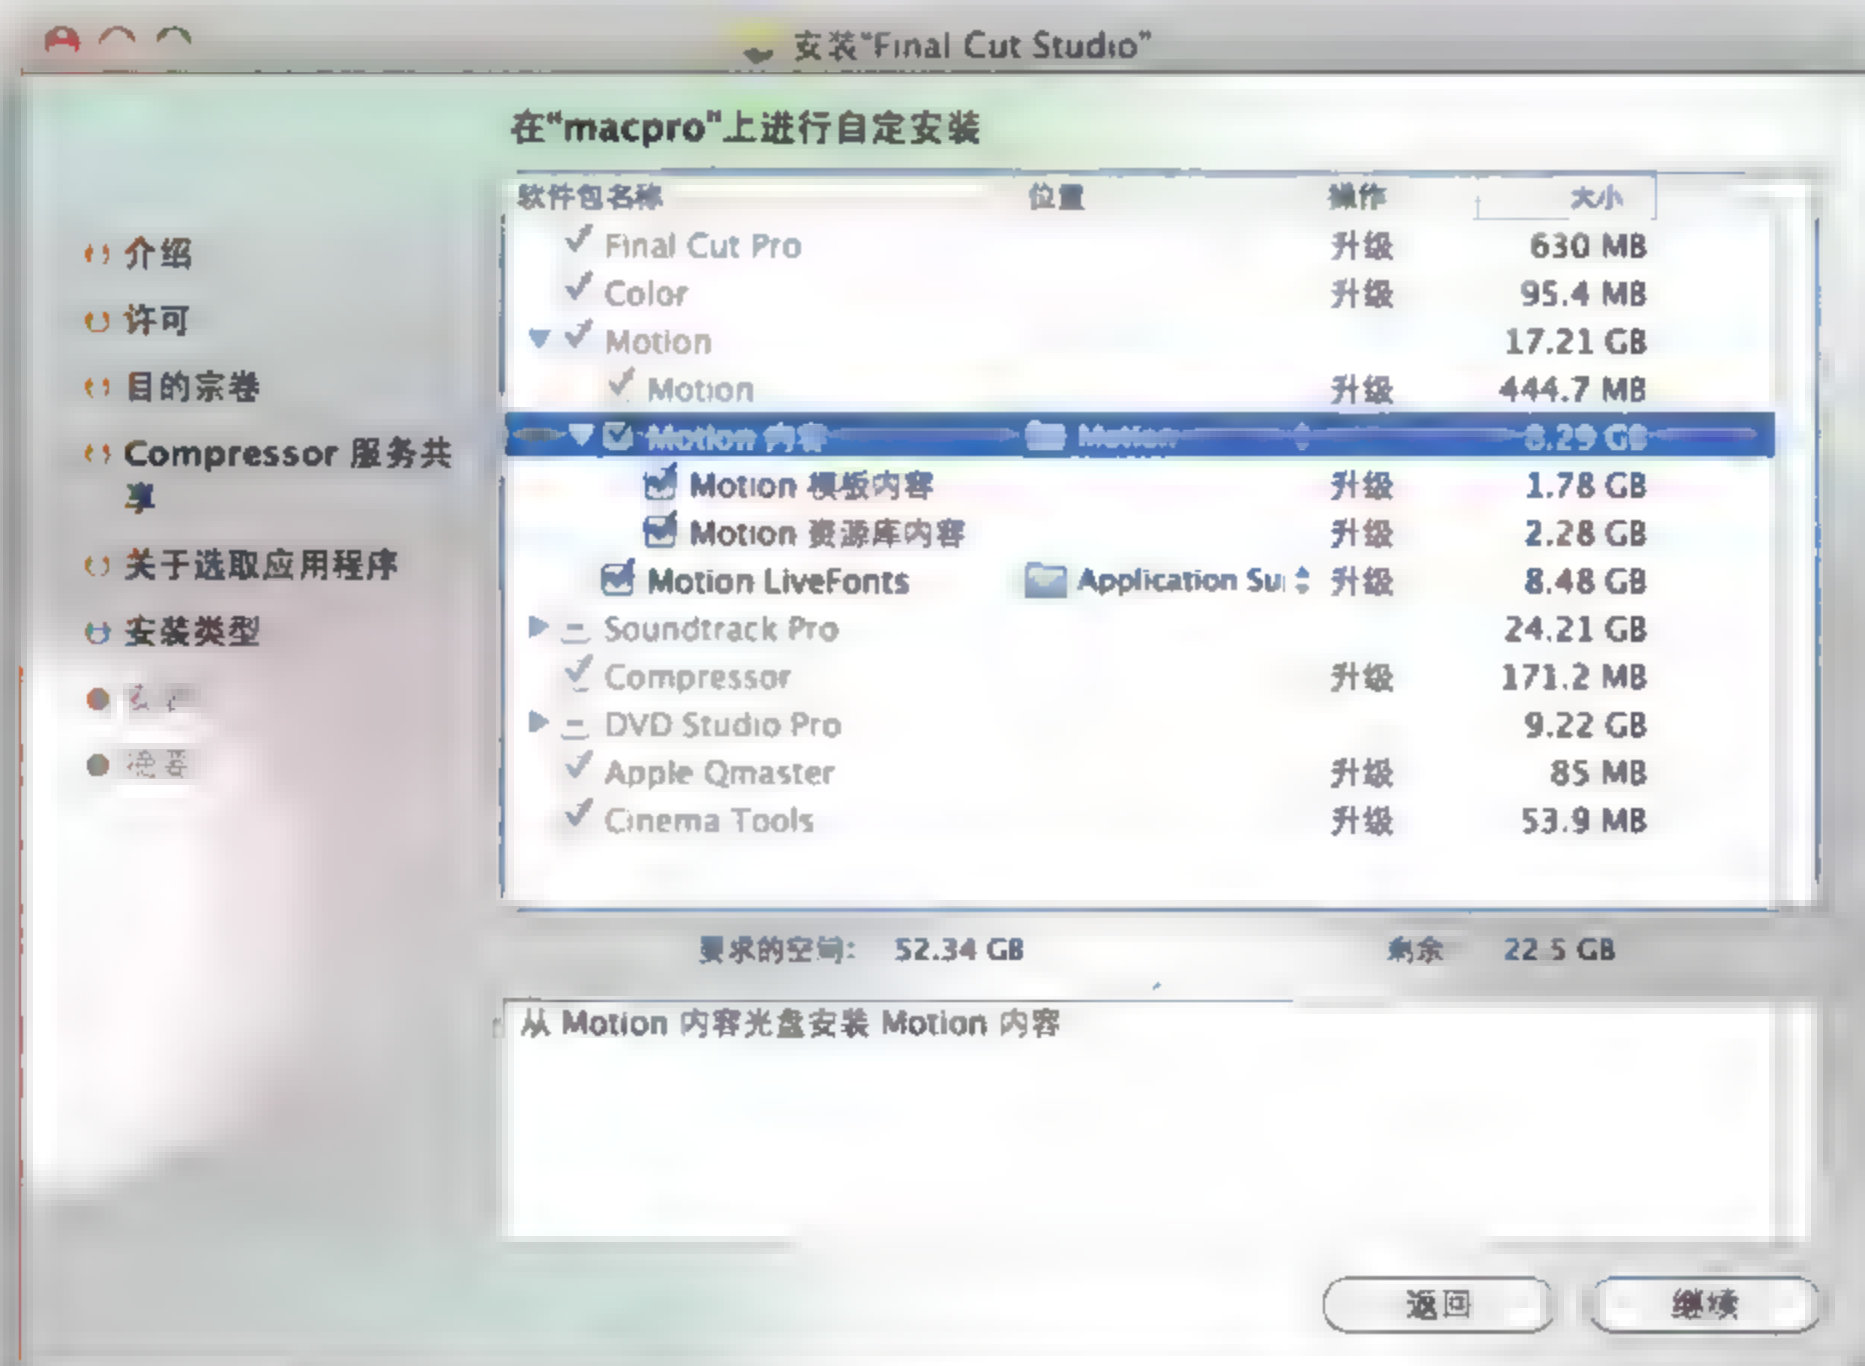 安装"Final Cut Studio"
在"macpro"上进行自定安装
介绍
许可
目的宗卷
Compressor 服务共
享
关于选取应用程序
安装类型
软件包名称 位置 操作 大小
Final Cut Pro 升级 630 MB
Color 升级 95.4 MB
Motion 17.21 GB
Motion 升级 444.7 MB
Motion 内容 Motion 8.29 GB
Motion 模板内容 升级 1.78 GB
Motion 资源库内容 升级 2.28 GB
Motion LiveFonts Application Su 升级 8.48 GB
Soundtrack Pro 24.21 GB
Compressor 升级 171.2 MB
DVD Studio Pro 9.22 GB
Apple Qmaster 升级 85 MB
Cinema Tools 升级 53.9 MB
要求的空间: 52.34 GB 剩余 22.5 GB
从 Motion 内容光盘安装 Motion 内容
返回 继续